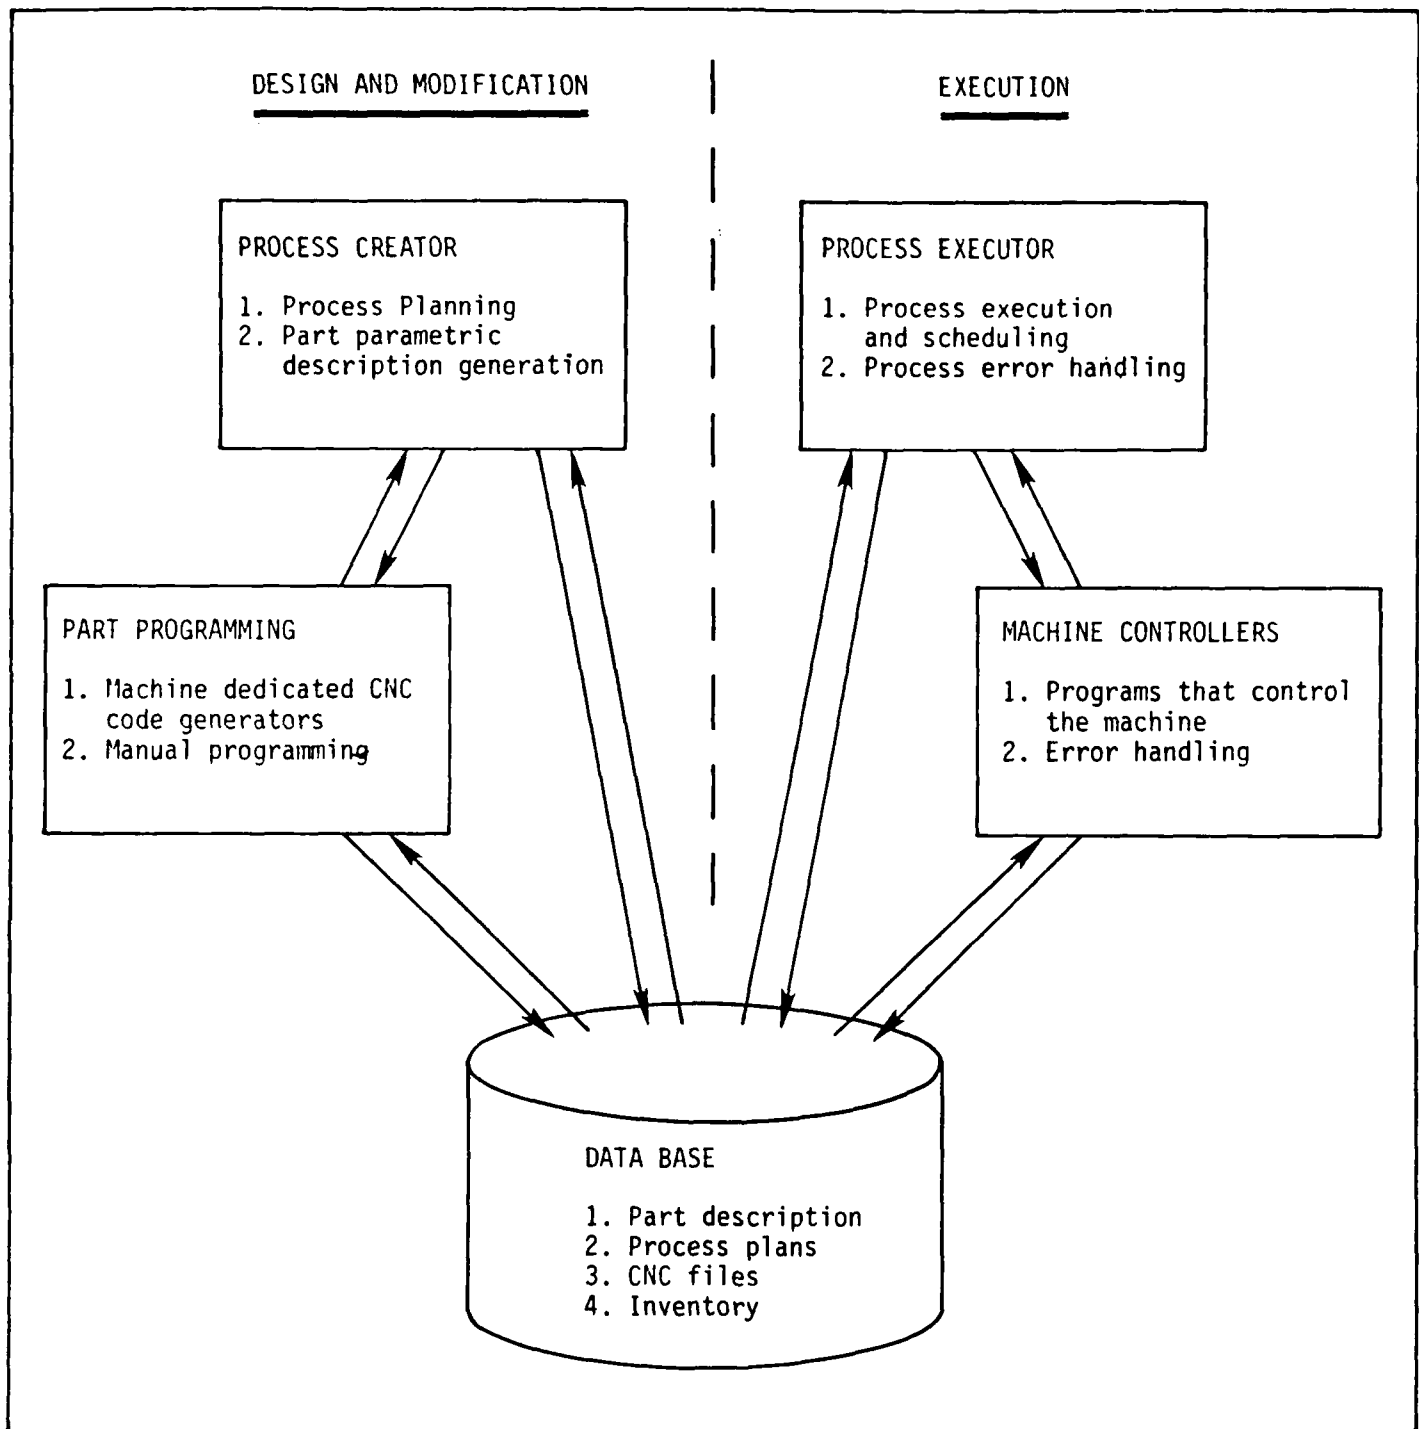 DESIGN AND MODIFICATION
EXECUTION
PROCESS CREATOR
1. Process Planning
2. Part parametric
description generation
PROCESS EXECUTOR
1. Process execution
and scheduling
2. Process error handling
PART PROGRAMMING
1. Machine dedicated CNC
code generators
2. Manual programming
MACHINE CONTROLLERS
1. Programs that control
the machine
2. Error handling
DATA BASE
1. Part description
2. Process plans
3. CNC files
4. Inventory